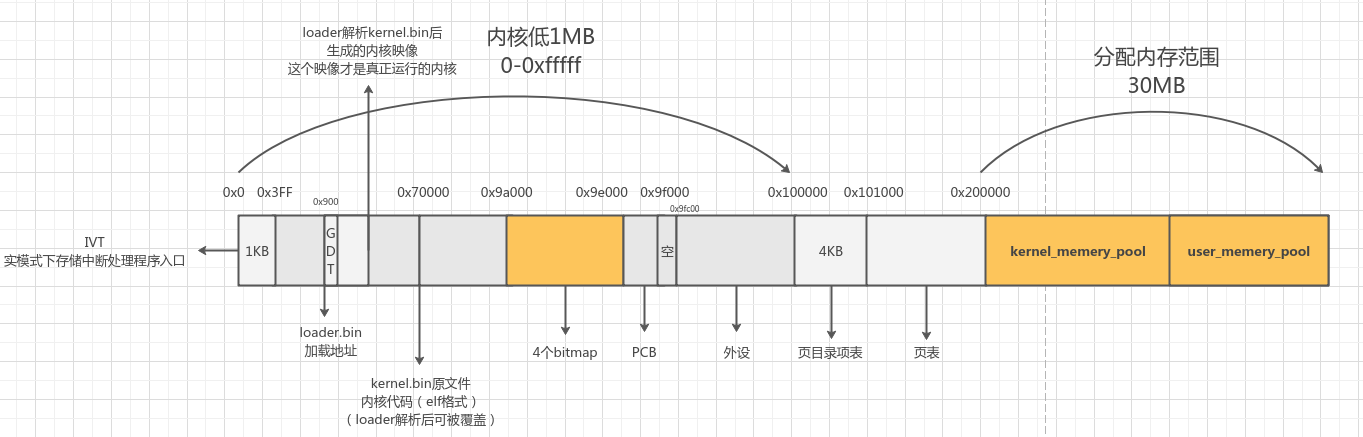 loader解析kernel.bin后
生成的内核映像
这个映像才是真正运行的内核
内核低1MB
0-0xfffff
分配内存范围
30MB
0x0
0x3FF
0x900
0x70000
0x9a000
0x9e000
0x9f000
0x9fc00
0x100000
0x101000
0x200000
IVT
实模式下存储中断处理程序入口
1KB
G
D
T
空
4KB
kernel_memory_pool
user_memory_pool
loader.bin
加载地址
4个bitmap
PCB
外设
页目录项表
页表
kernel.bin原文件
内核代码（elf格式）
（loader解析后可被覆盖）